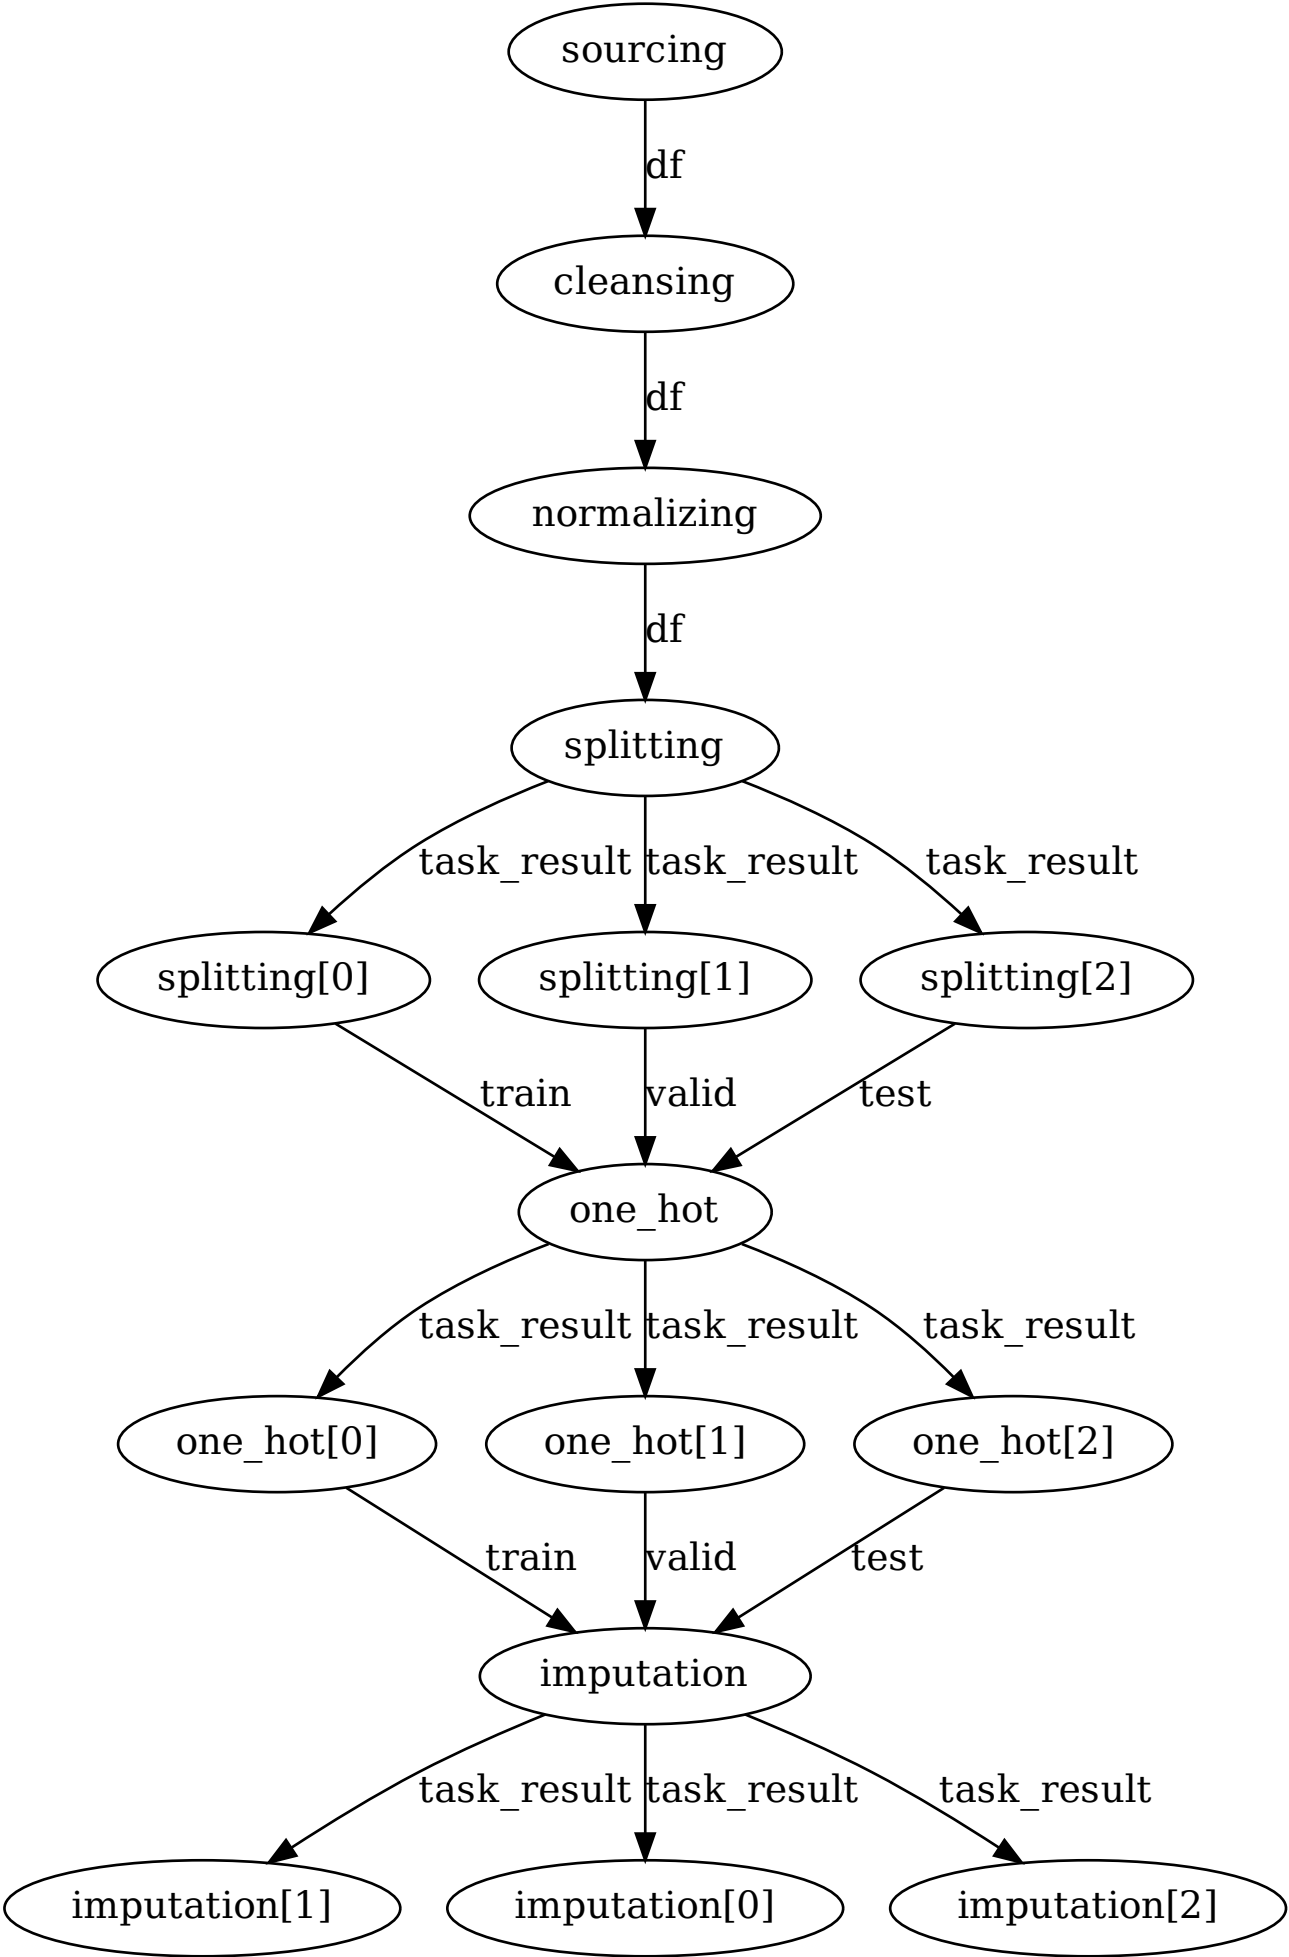 sourcing
df
cleansing
df
normalizing
df
splitting
task_result task_result task_result
splitting[0] splitting[1] splitting[2]
train valid test
one_hot
task_result task_result task_result
one_hot[0] one_hot[1] one_hot[2]
train valid test
imputation
task_result task_result task_result
imputation[1] imputation[0] imputation[2]